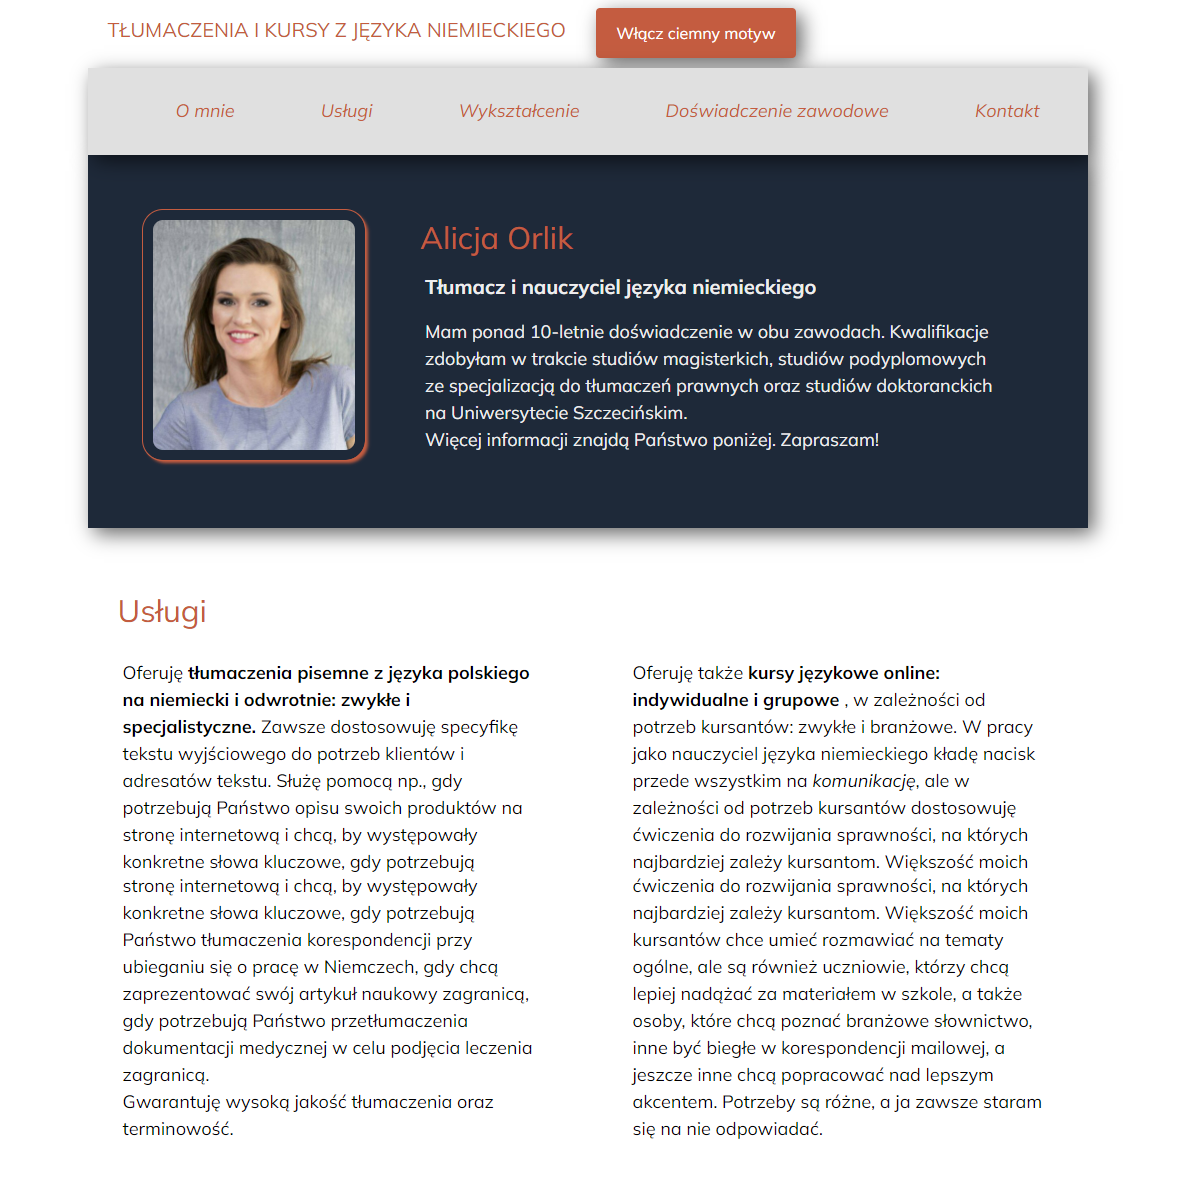 TŁUMACZENIA I KURSY Z JĘZYKA NIEMIECKIEGO
Włącz ciemny motyw
O mnie Usługi Wykształcenie Doświadczenie zawodowe Kontakt
Alicja Orlik
Tłumacz i nauczyciel języka niemieckiego
Mam ponad 10-letnie doświadczenie w obu zawodach. Kwalifikacje
zdobyłam w trakcie studiów magisterkich, studiów podyplomowych
ze specjalizacją do tłumaczeń prawnych oraz studiów doktoranckich
na Uniwersytecie Szczecińskim.
Więcej informacji znajdą Państwo poniżej. Zapraszam!
Usługi
Oferuję tłumaczenia pisemne z języka polskiego
na niemiecki i odwrotnie: zwykłe i
specjalistyczne. Zawsze dostosowuję specyfikę
tekstu wyjściowego do potrzeb klientów i
adresatów tekstu. Służę pomocą np., gdy
potrzebują Państwo opisu swoich produktów na
stronę internetową i chcą, by występowały
konkretne słowa kluczowe, gdy potrzebują
stronę internetową i chcą, by występowały
konkretne słowa kluczowe, gdy potrzebują
Państwo tłumaczenia korespondencji przy
ubieganiu się o pracę w Niemczech, gdy chcą
zaprezentować swój artykuł naukowy zagranicą,
gdy potrzebują Państwo przetłumaczenia
dokumentacji medycznej w celu podjęcia leczenia
zagranicą.
Gwarantuję wysoką jakość tłumaczenia oraz
terminowość.
Oferuję także kursy językowe online:
indywidualne i grupowe , w zależności od
potrzeb kursantów: zwykłe i branżowe. W pracy
jako nauczyciel języka niemieckiego kładę nacisk
przede wszystkim na komunikację, ale w
zależności od potrzeb kursantów dostosowuję
ćwiczenia do rozwijania sprawności, na których
najbardziej zależy kursantom. Większość moich
ćwiczenia do rozwijania sprawności, na których
najbardziej zależy kursantom. Większość moich
kursantów chce umieć rozmawiać na tematy
ogólne, ale są również uczniowie, którzy chcą
lepiej nadążać za materiałem w szkole, a także
osoby, które chcą poznać branżowe słownictwo,
inne być biegłe w korespondencji mailowej, a
jeszcze inne chcą popracować nad lepszym
akcentem. Potrzeby są różne, a ja zawsze staram
się na nie odpowiadać.